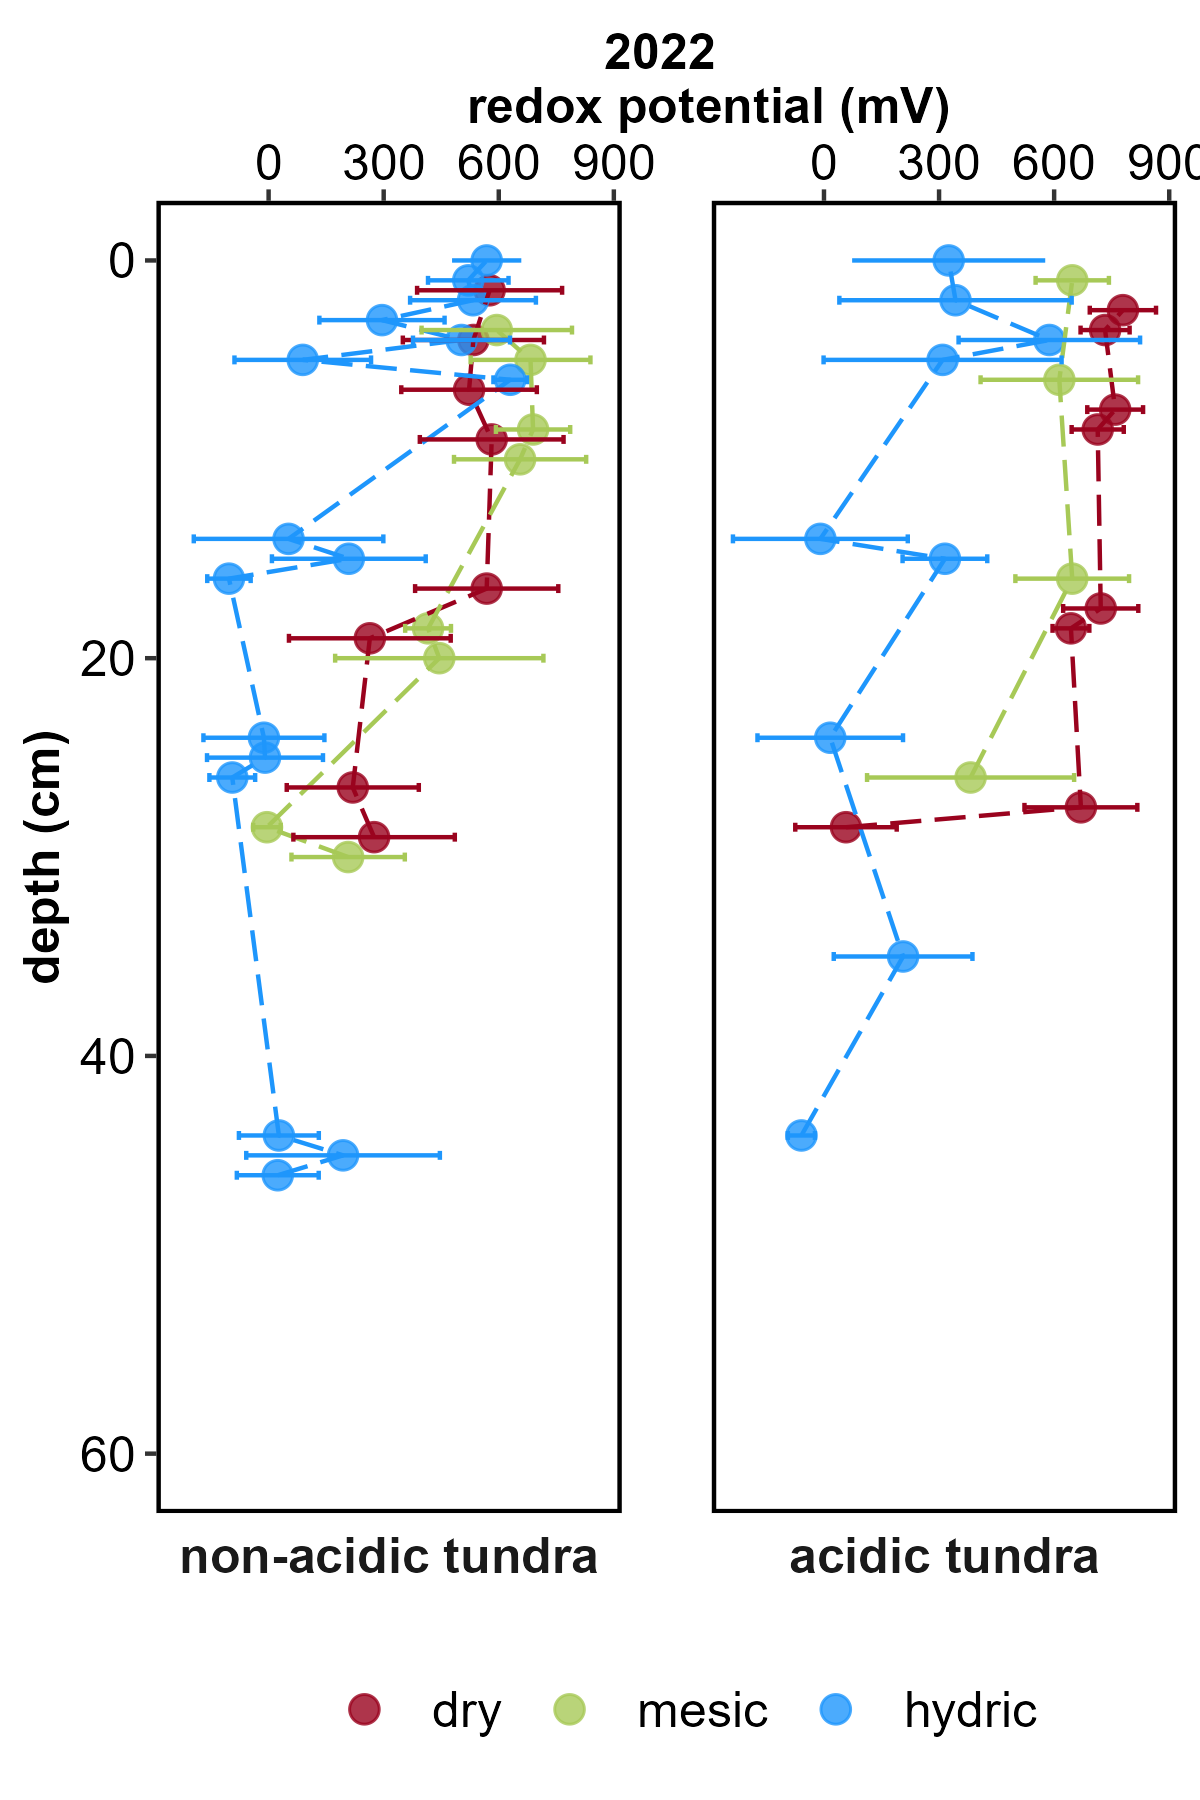 2022
redox potential (mV)
0 300 600 900 0 300 600 900
0
20
40
60
depth (cm)
non-acidic tundra acidic tundra
dry mesic hydric